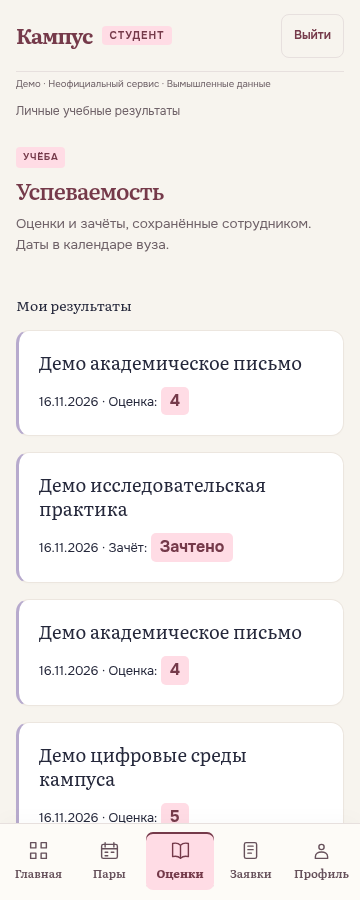 Кампус СТУДЕНТ Выйти
Демо · Неофициальный сервис · Вымышленные данные
Личные учебные результаты
УЧЁБА
Успеваемость
Оценки и зачёты, сохранённые сотрудником.
Даты в календаре вуза.
Мои результаты
Демо академическое письмо
16.11.2026 · Оценка: 4
Демо исследовательская
практика
16.11.2026 · Зачёт: Зачтено
Демо академическое письмо
16.11.2026 · Оценка: 4
Демо цифровые среды
кампуса
16.11.2026 · Оценка: 5
Главная Пары Оценки Заявки Профиль